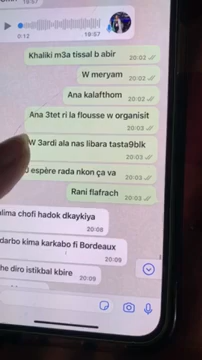 18:57
0:12 18:57
Khaliki m3a tissal b abir
20:02
W meryam 20:02
Ana kalafthom 20:02
Ana 3tet ri la flousse w organisit
20:03
W 3ardi ala nas libara tasta9blk
20:03
espère rada nkon ça va
20:03
Rani flafrach 20:03
lima chofi hadok dkaykiya
20:08
darbo kima karkabo fi Bordeaux
20:08
he diro istikbal kbire
20:09